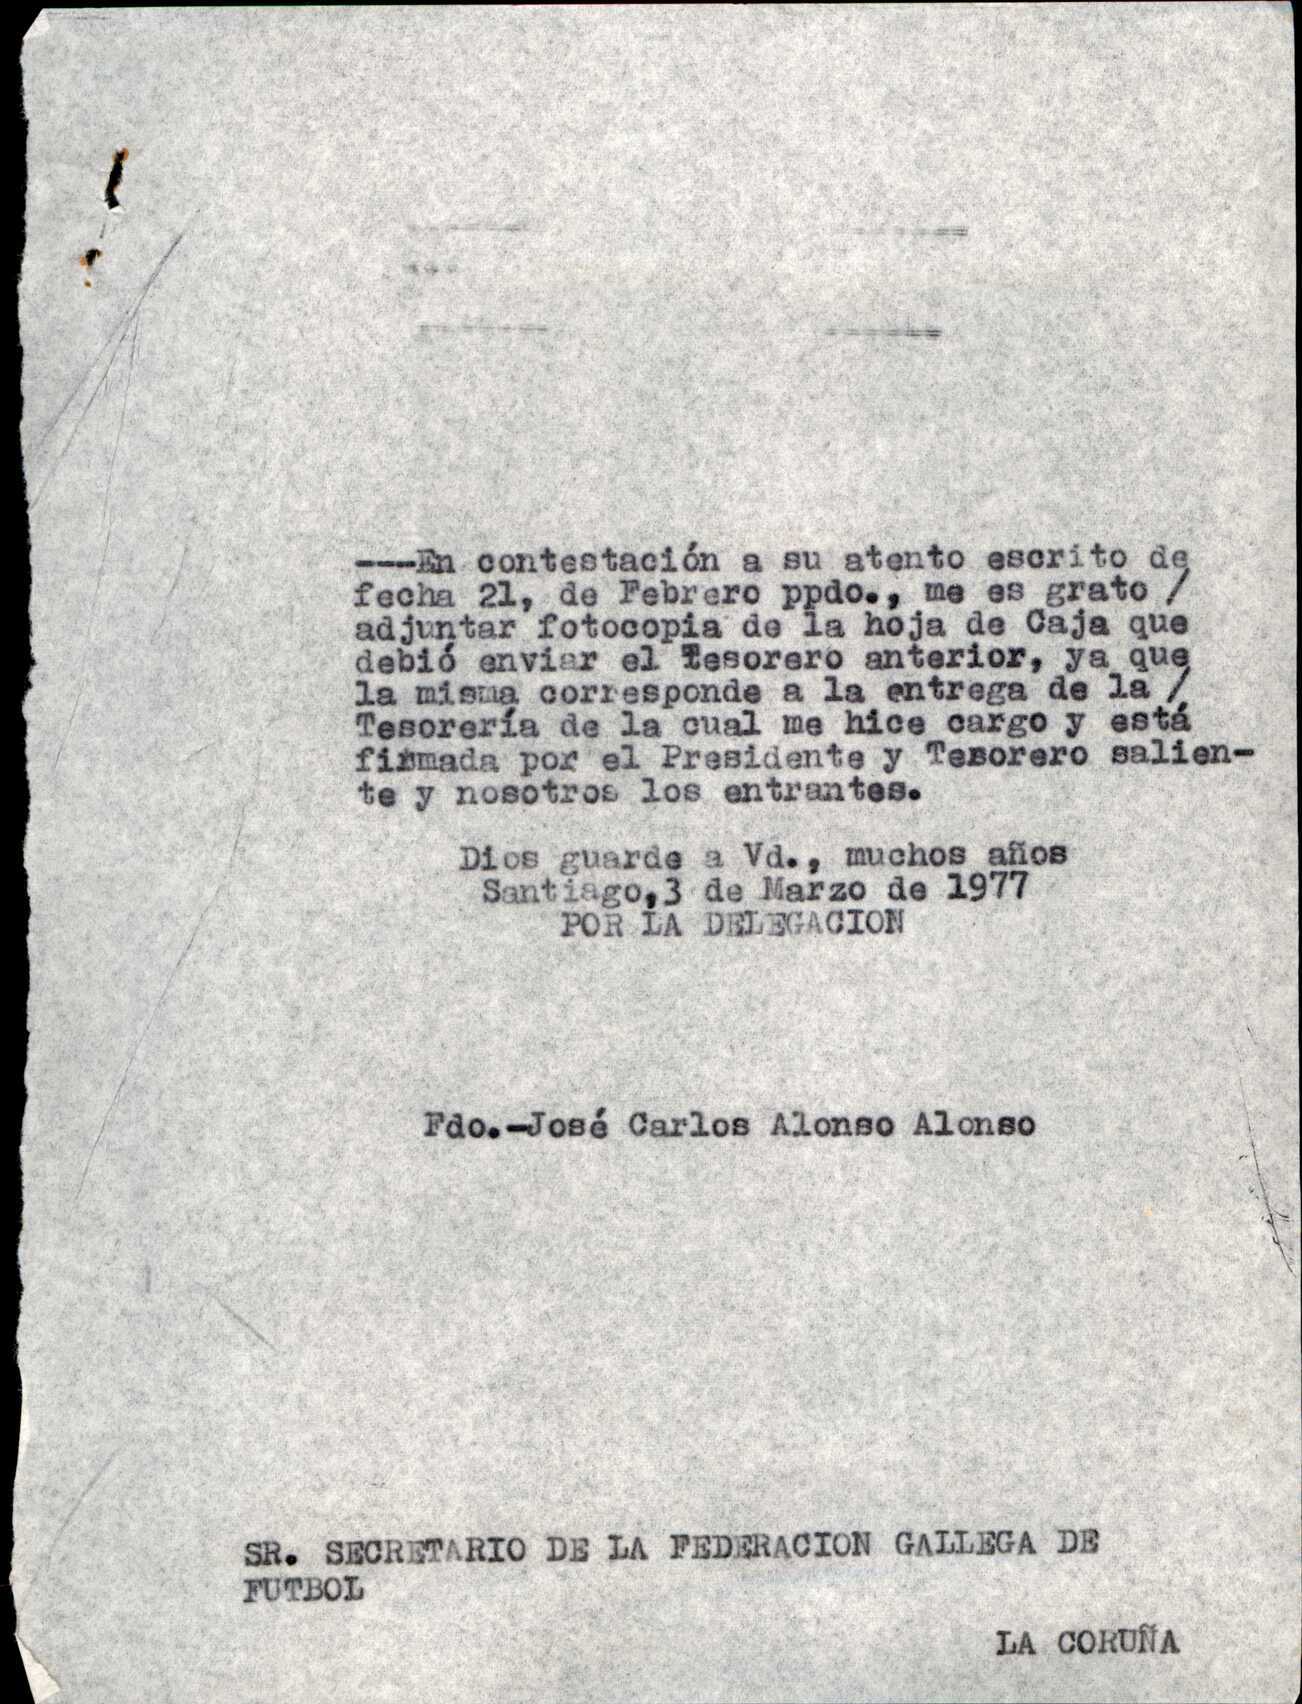 ---En contestación a su atento escrito de
fecha 21, de Febrero ppdo., me es grato /
adjuntar fotocopia de la hoja de Caja que
debió enviar el Tesorero anterior, ya que
la misma corresponde a la entrega de la /
Tesorería de la cual me hice cargo y está
firmada por el Presidente y Tesorero salien-
te y nosotros los entrantes.
Dios guarde a Vd., muchos años
Santiago,3 de Marzo de 1977
POR LA DELEGACION
Fdo.-José Carlos Alonso Alonso
SR. SECRETARIO DE LA FEDERACION GALLEGA DE
FUTBOL
LA CORUÑA